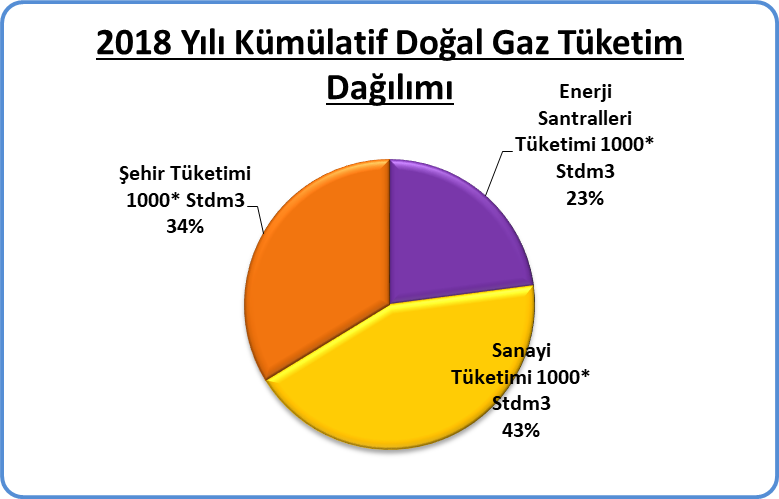 2018 Yılı Kümülatif Doğal Gaz Tüketim
Dağılımı
Enerji
Santralleri
Tüketimi 1000*
Stdm3
23%
Şehir Tüketimi
1000* Stdm3
34%
Sanayi
Tüketimi 1000*
Stdm3
43%